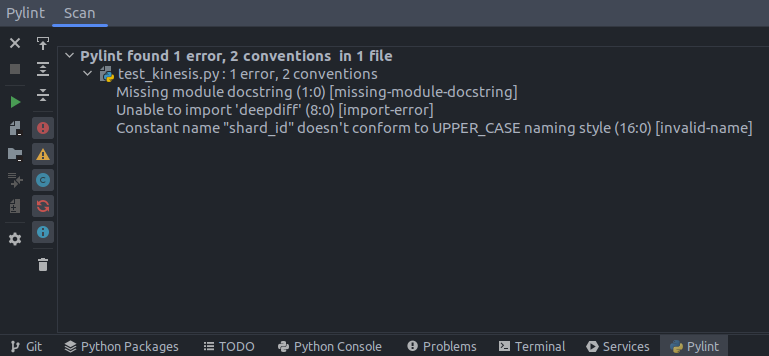 Pylint Scan
Pylint found 1 error, 2 conventions in 1 file
test_kinesis.py : 1 error, 2 conventions
Missing module docstring (1:0) [missing-module-docstring]
Unable to import 'deepdiff' (8:0) [import-error]
Constant name "shard_id" doesn't conform to UPPER_CASE naming style (16:0) [invalid-name]
Git Python Packages TODO Python Console Problems Terminal Services Pylint